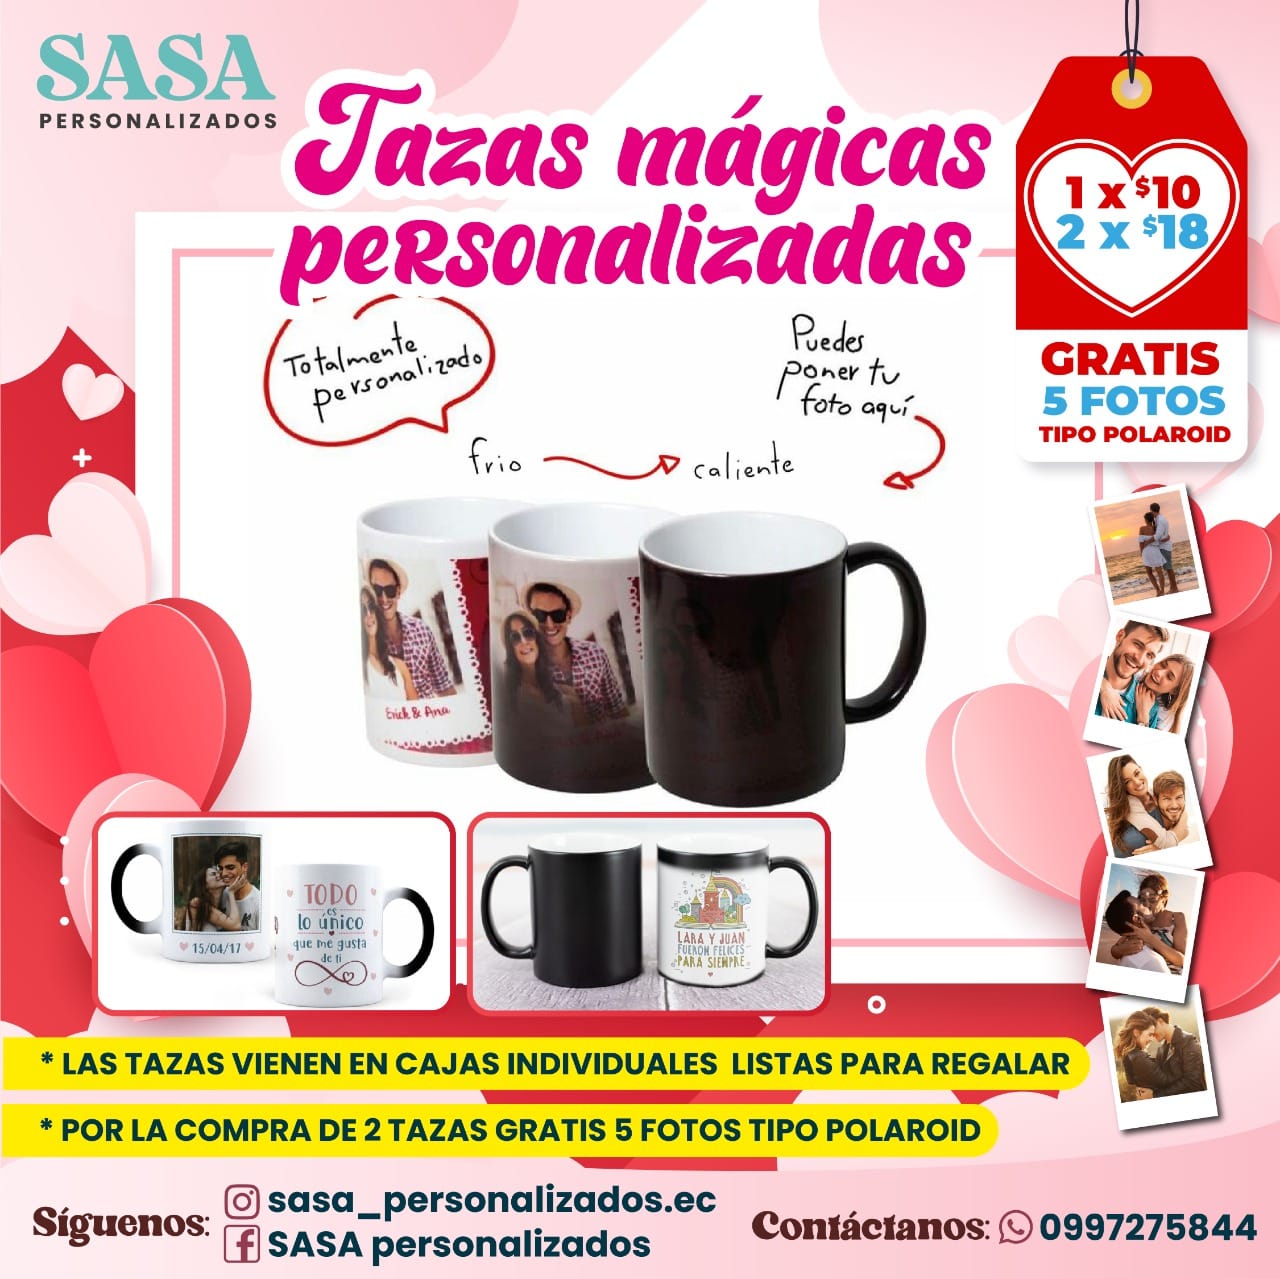 SASA
PERSONALIZADOS
Tazas mágicas
personalizadas
1 x $10
2 x $18
GRATIS
5 FOTOS
TIPO POLAROID
Totalmente
personalizado
Puedes
poner tu
foto aquí
frio
caliente
Erick & Ana
15/04/17
TODO
es
lo único
que me gusta
de ti
LARA Y JUAN
FUERON FELICES
PARA SIEMPRE
* LAS TAZAS VIENEN EN CAJAS INDIVIDUALES LISTAS PARA REGALAR
* POR LA COMPRA DE 2 TAZAS GRATIS 5 FOTOS TIPO POLAROID
Síguenos:
sasa_personalizados.ec
SASA personalizados
Contáctanos:
0997275844